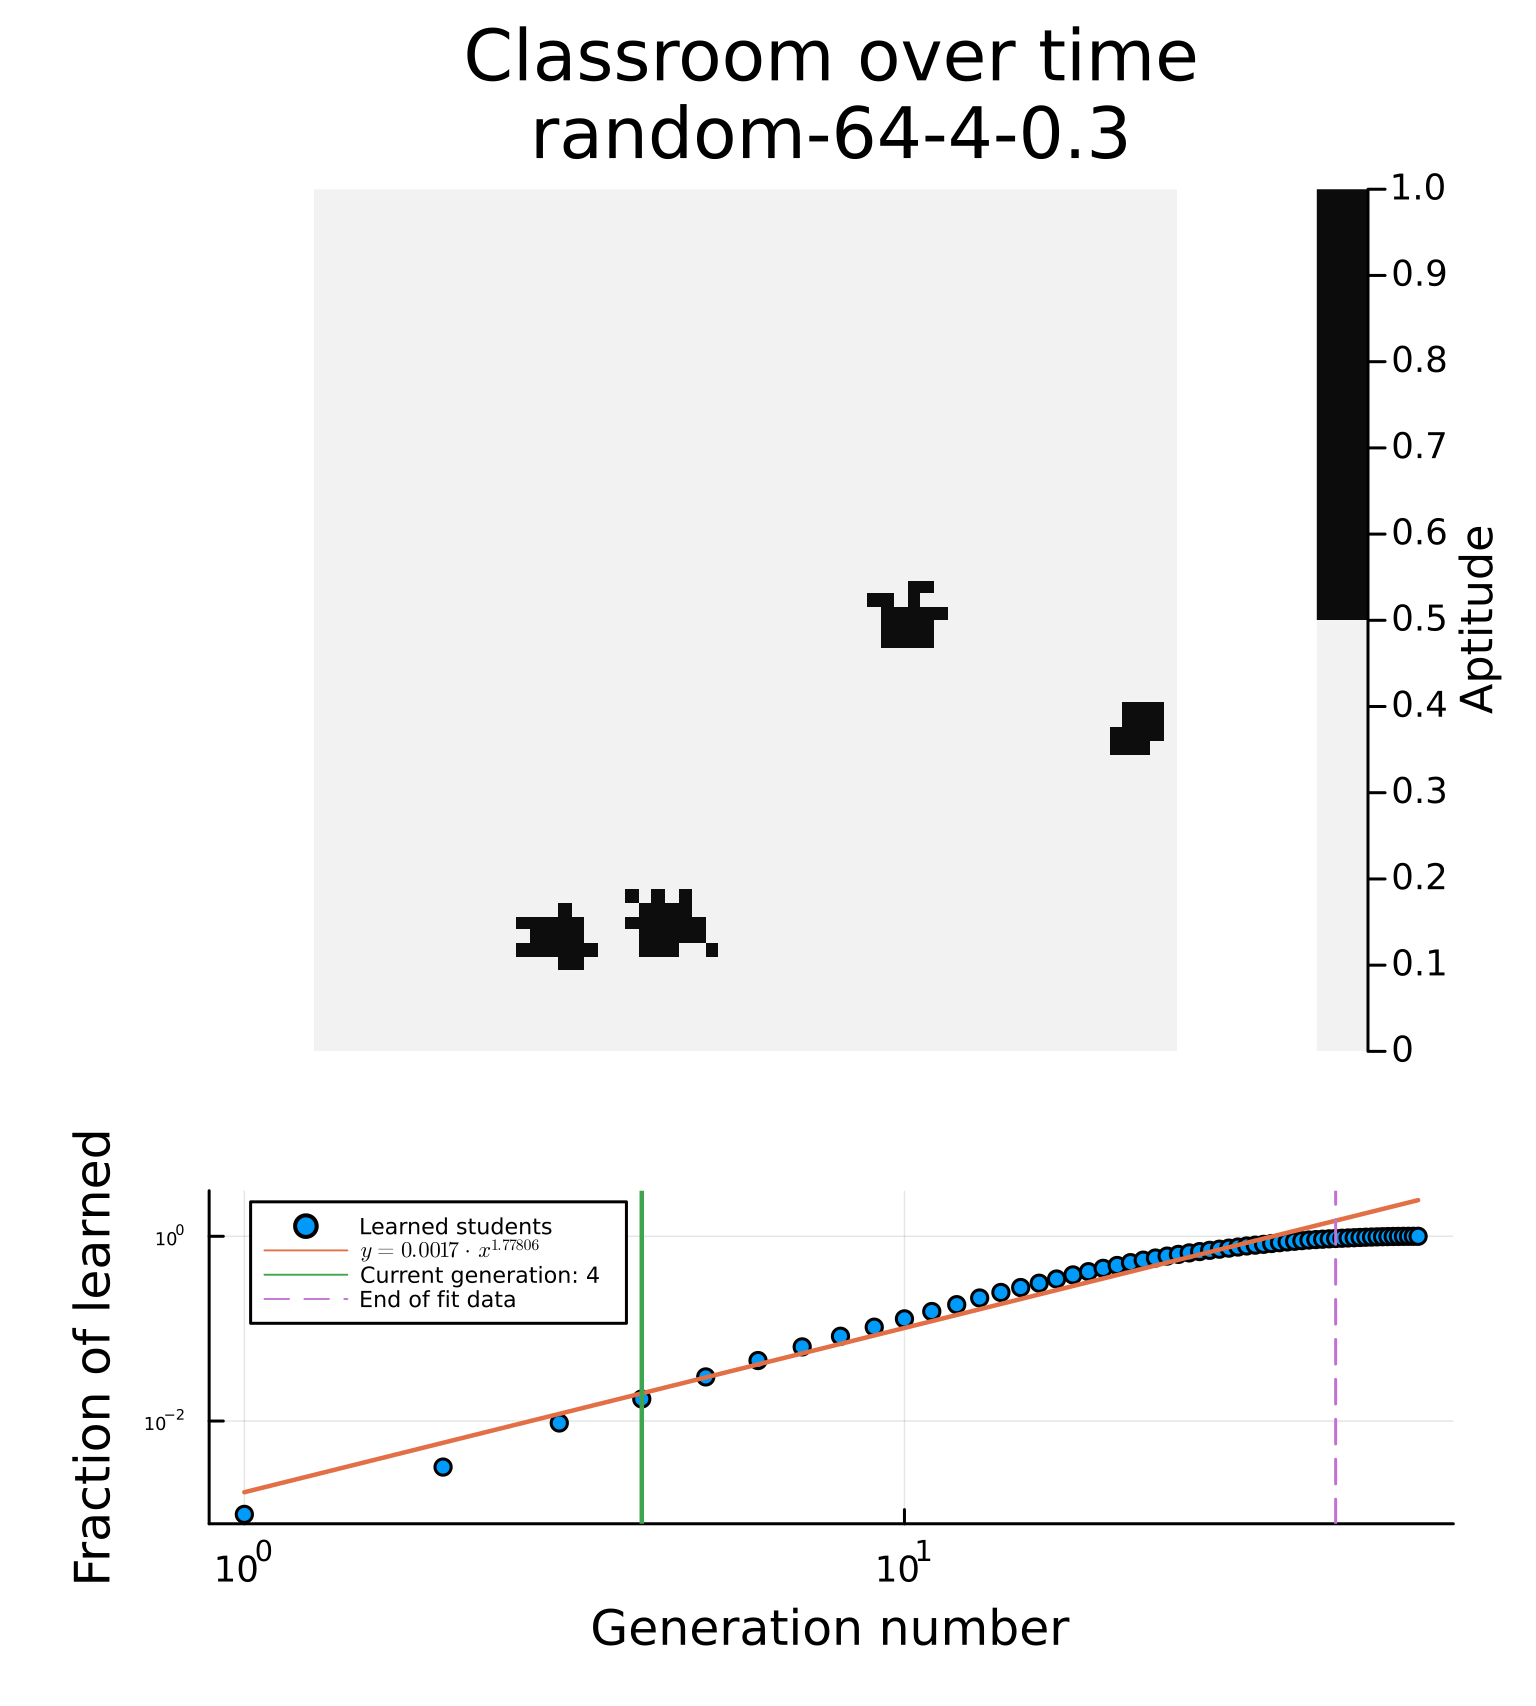 Classroom over time
random-64-4-0.3
1.0
0.9
0.8
0.7
0.6
0.5
0.4
0.3
0.2
0.1
0
Aptitude
Fraction of learned
10⁰
10⁻²
Learned students
y = 0.0017 · x^1.77806
Current generation: 4
End of fit data
10⁰
10¹
Generation number